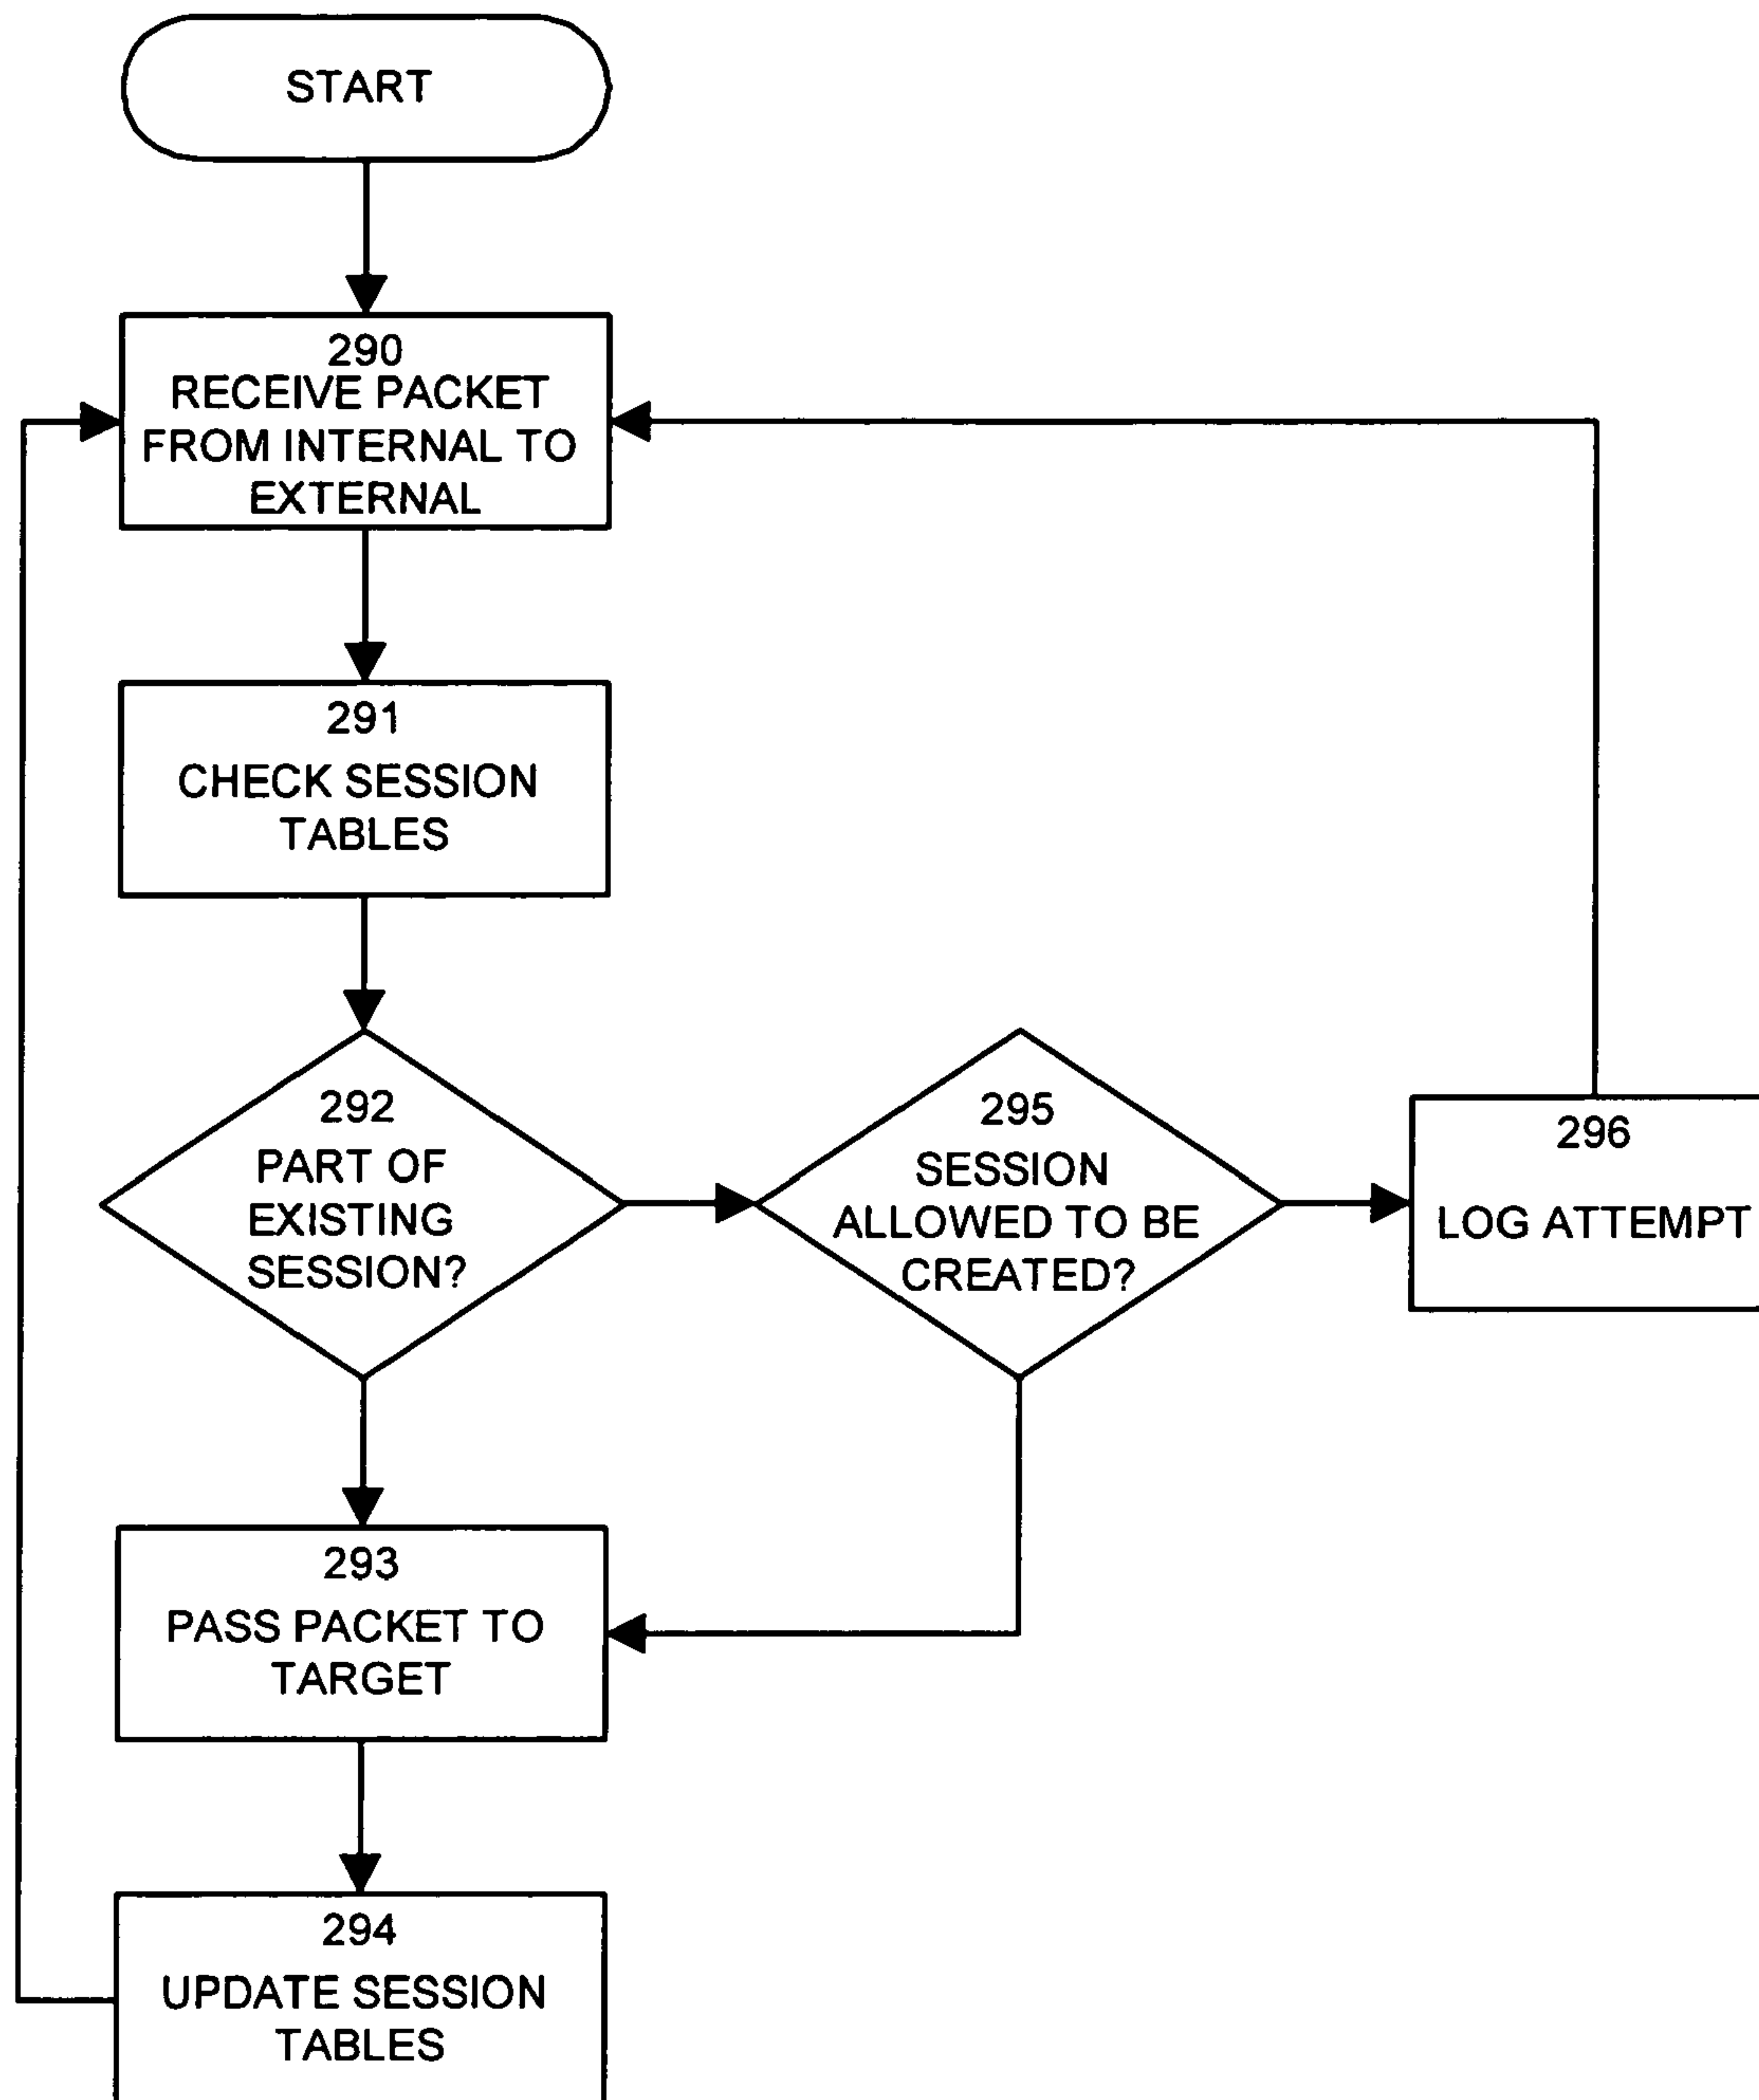 START
290
RECEIVE PACKET
FROM INTERNAL TO
EXTERNAL
291
CHECK SESSION
TABLES
292
PART OF
EXISTING
SESSION?
295
SESSION
ALLOWED TO BE
CREATED?
296
LOG ATTEMPT
293
PASS PACKET TO
TARGET
294
UPDATE SESSION
TABLES